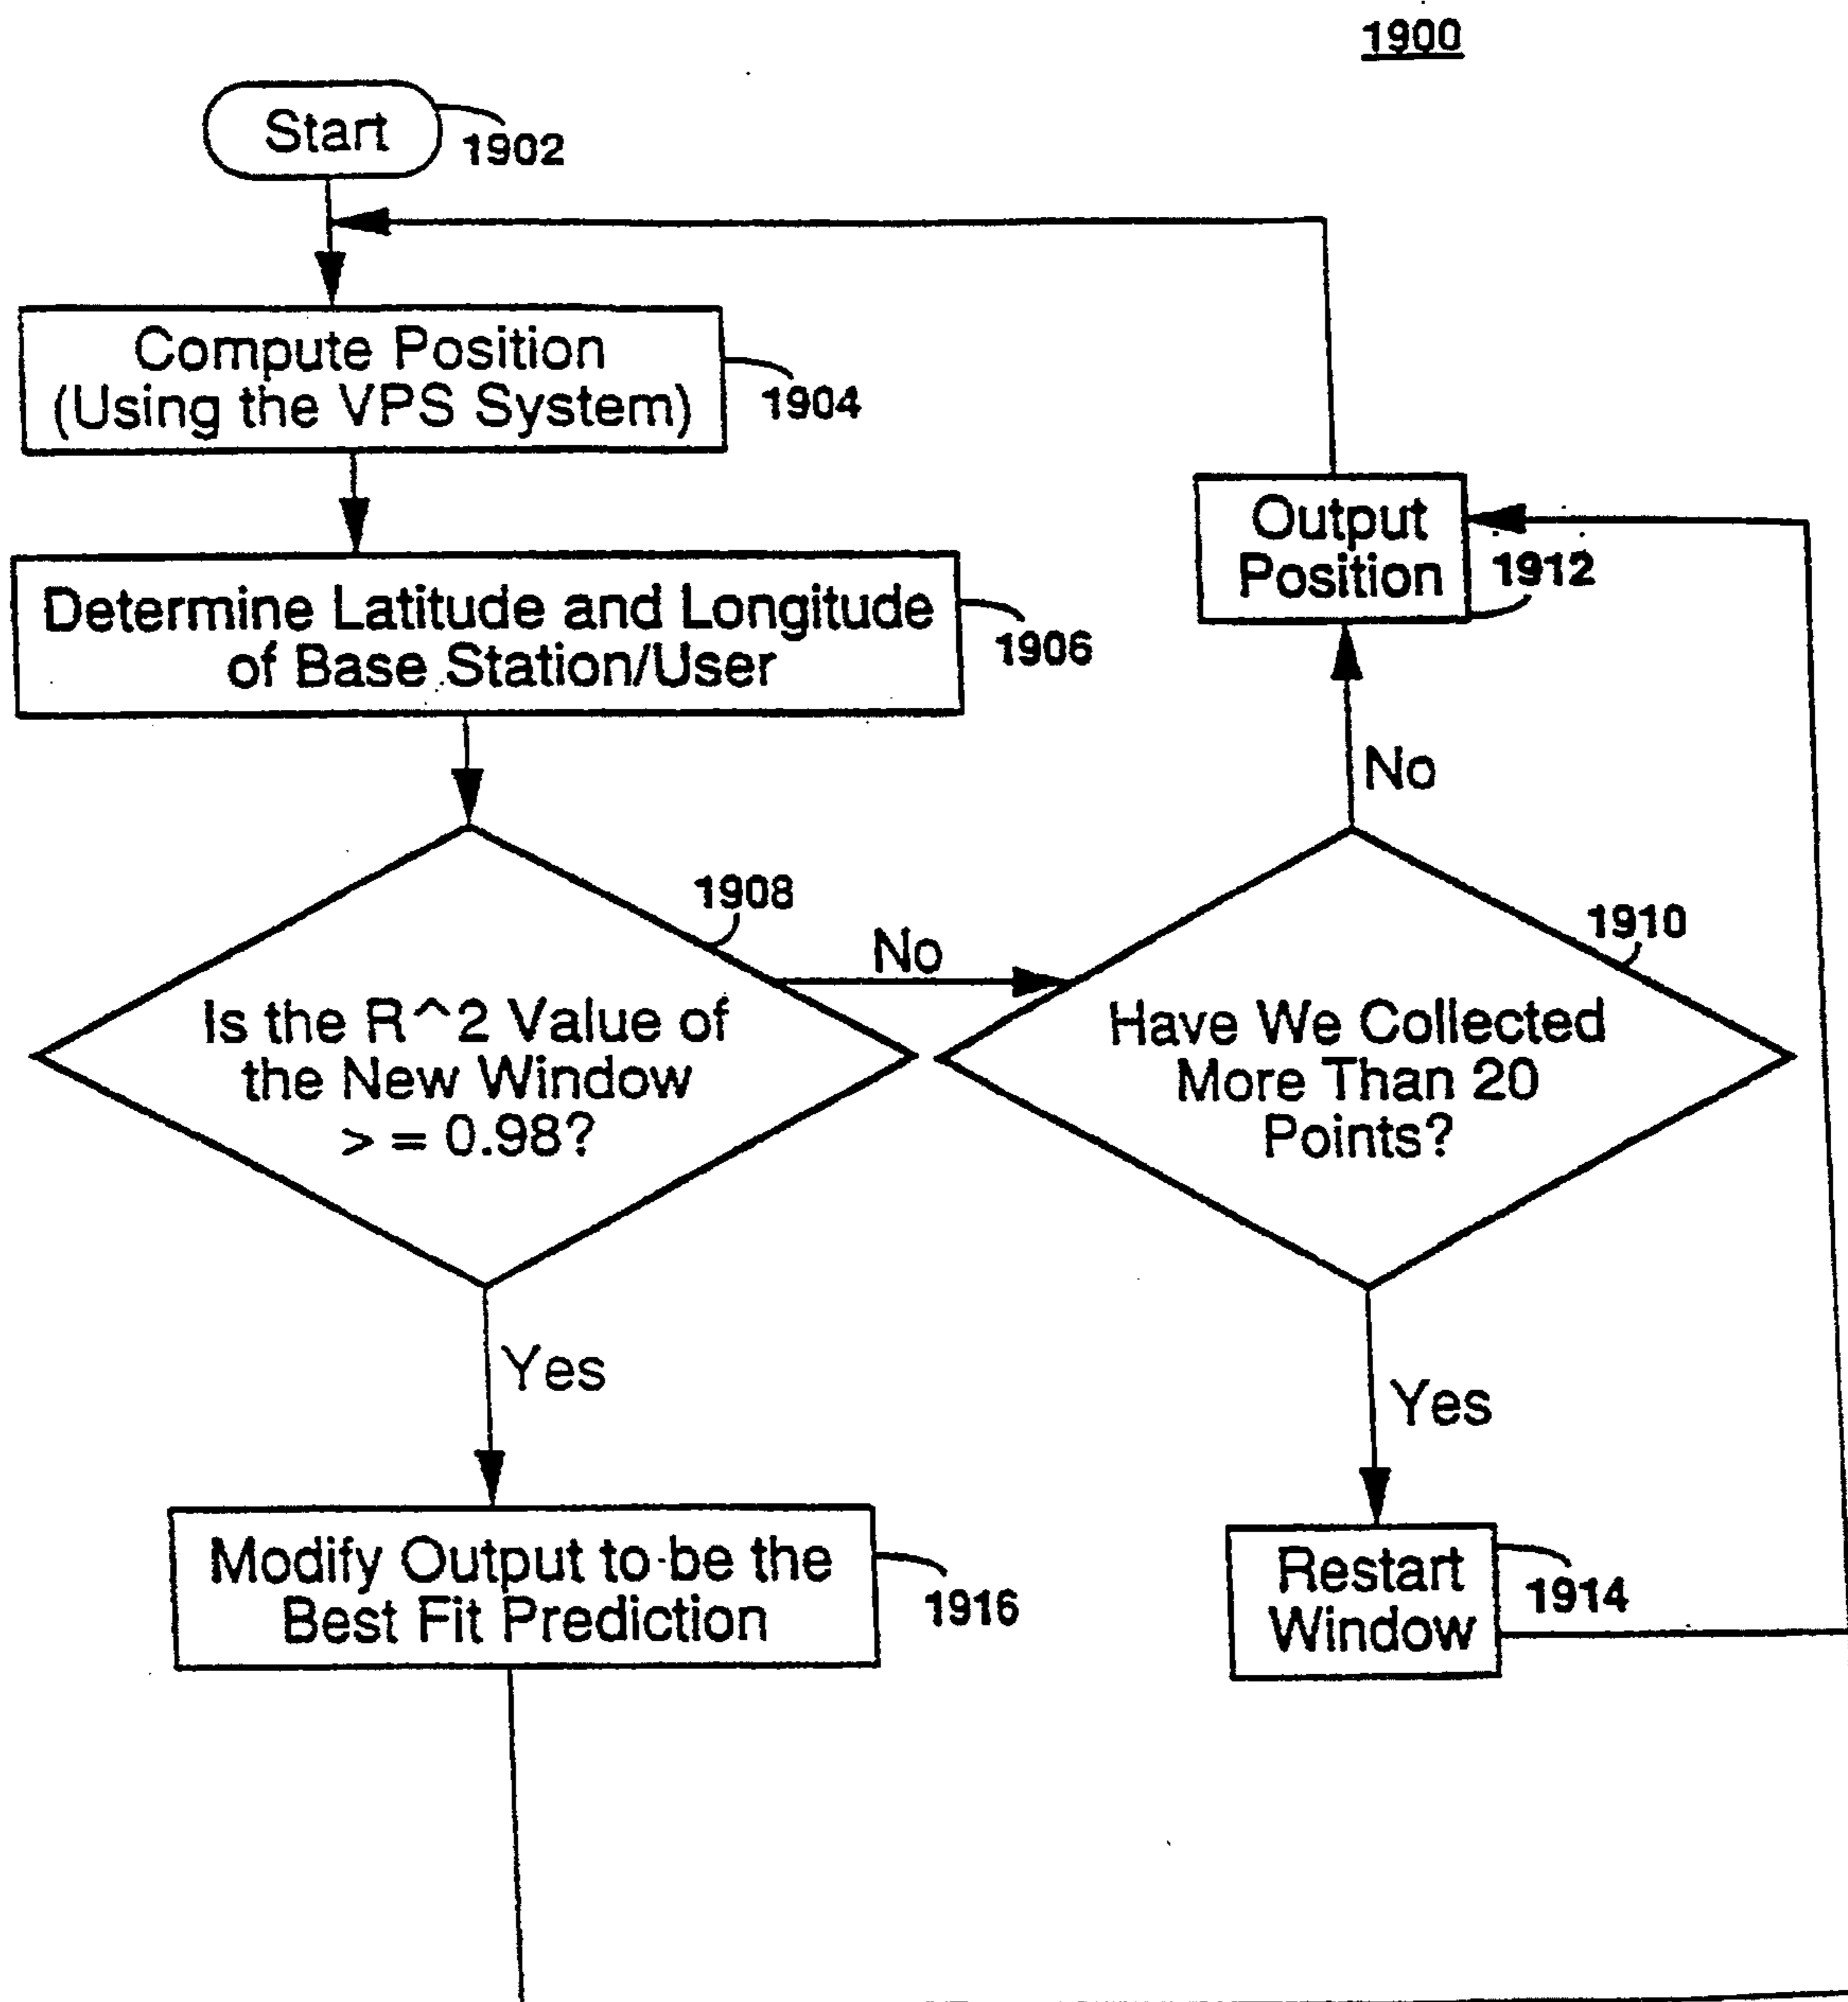 1900
Start
1902
Compute Position
(Using the VPS System)
1904
Determine Latitude and Longitude
of Base Station/User
1906
Output
Position
1912
No
1908
No
1910
Is the R^2 Value of
the New Window
> = 0.98?
Have We Collected
More Than 20
Points?
Yes
Yes
Modify Output to be the
Best Fit Prediction
1916
Restart
Window
1914